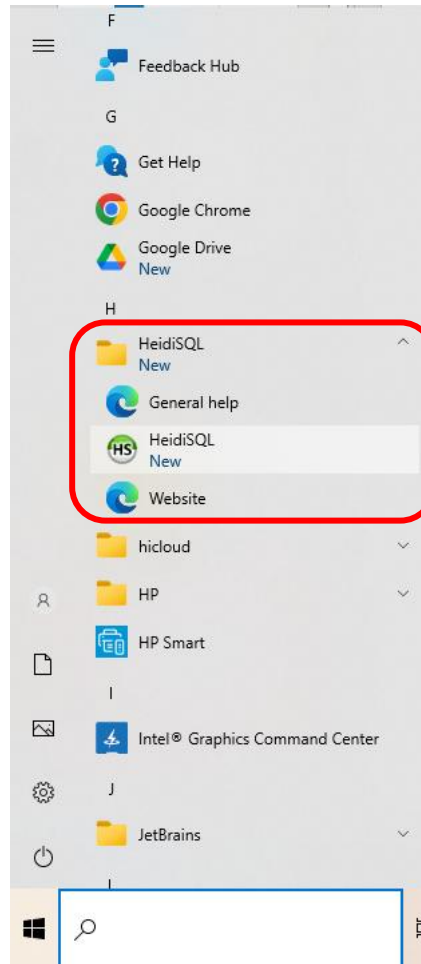 F
Feedback Hub
G
Get Help
Google Chrome
Google Drive
New
H
HeidiSQL
New
General help
HS
HeidiSQL
New
Website
hicloud
HP
HP Smart
I
Intel® Graphics Command Center
J
JetBrains